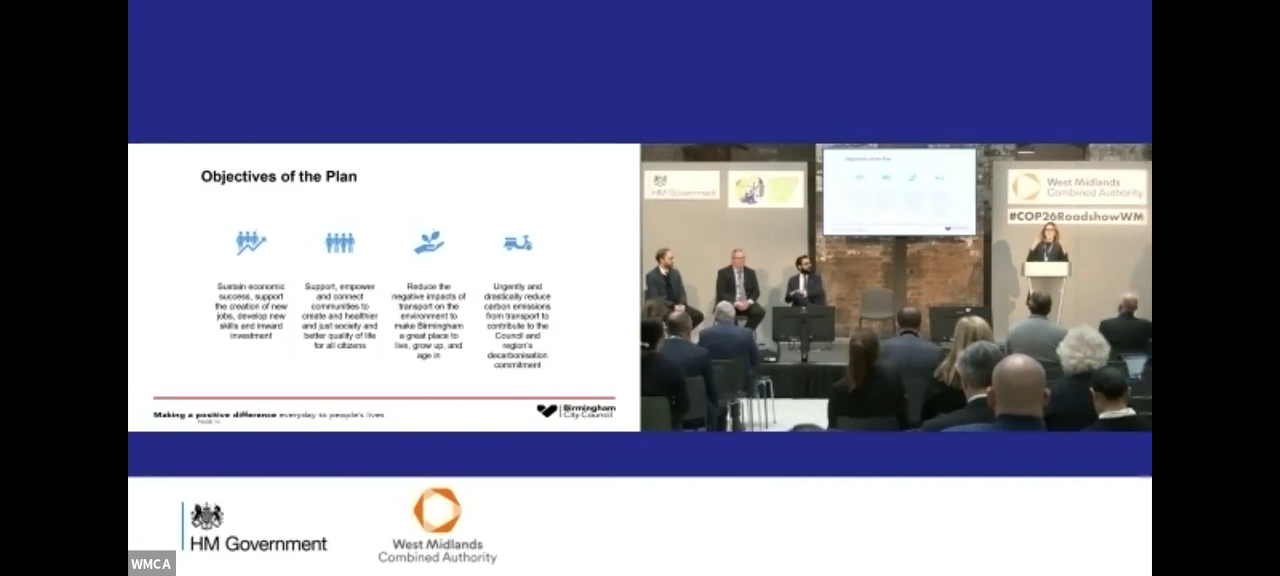 Objectives of the Plan
Sustain economic
success, support
the creation of new
jobs, develop new
skills and inward
investment
Support, empower
and connect
communities to
create and healthier
and just society and
better quality of life
for all citizens
Reduce the
negative impacts of
transport on the
environment to
make Birmingham
a great place to
live, grow up, and
age in
Urgently and
drastically reduce
carbon emissions
from transport to
contribute to the
Council and
region's
decarbonisation
commitment
Making a positive difference everyday to people's lives
Birmingham
City Council
HM Government
Objectives of the Plan
West Midlands
Combined Authority
#COP26RoadshowWM
HM Government
West Midlands
Combined Authority
WMCA